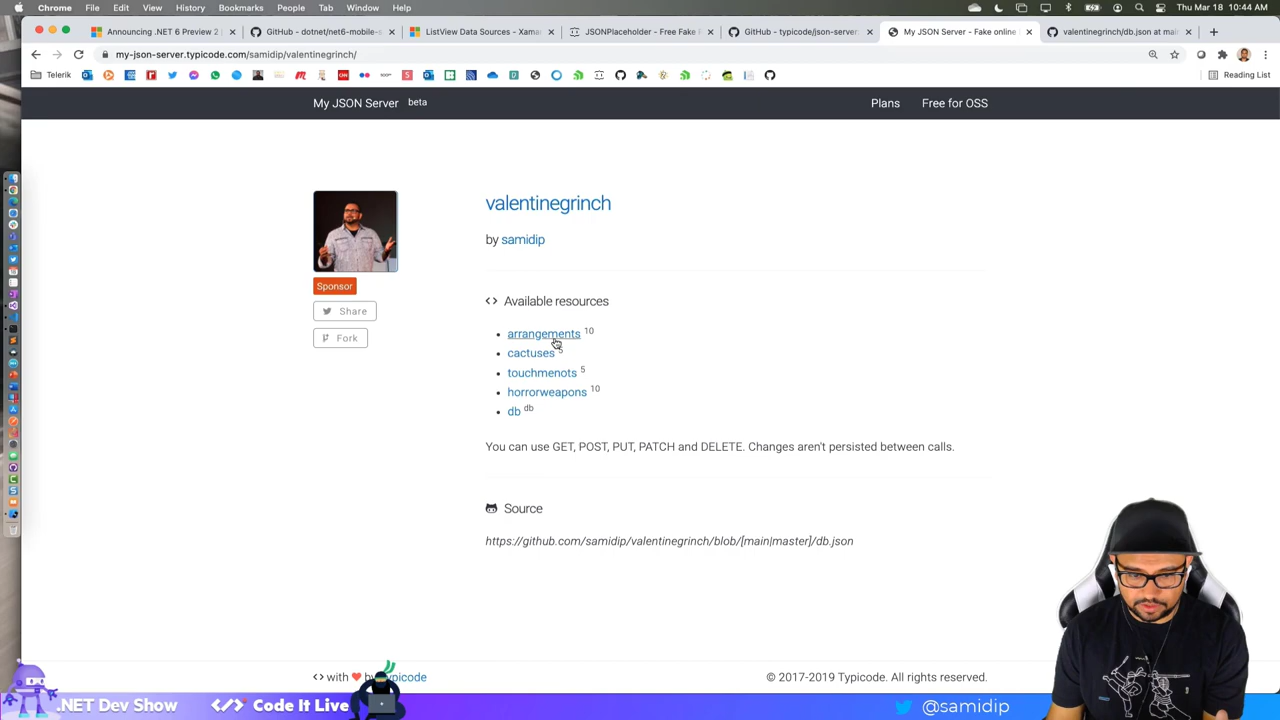 Chrome File Edit View History Bookmarks People Tab Window Help
Thu Mar 18 10:44 AM
Announcing .NET 6 Preview 2
GitHub - dotnet/net6-mobile-s
ListView Data Sources - Xamar
JSONPlaceholder - Free Fake
GitHub - typicode/json-server
My JSON Server - Fake online
valentinegrinch/db.json at mai
my-json-server.typicode.com/samidip/valentinegrinch/
Telerik
Reading List
My JSON Server beta
Plans
Free for OSS
valentinegrinch
by samidip
Sponsor
Share
Fork
Available resources
arrangements 10
cactuses 5
touchmenots 5
horrorweapons 10
db db
You can use GET, POST, PUT, PATCH and DELETE. Changes aren't persisted between calls.
Source
https://github.com/samidip/valentinegrinch/blob/[main|master]/db.json
with ❤ by typicode
© 2017-2019 Typicode. All rights reserved.
.NET Dev Show
</> Code It Live
@samidip